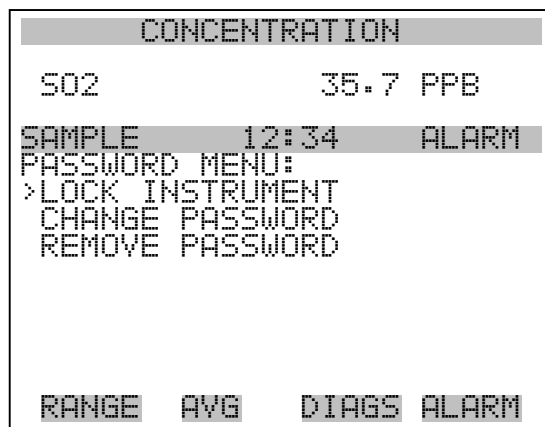 CONCENTRATION
SO2 35.7 PPB
SAMPLE 12:34 ALARM
PASSWORD MENU:
>LOCK INSTRUMENT
CHANGE PASSWORD
REMOVE PASSWORD
RANGE AVG DIAGS ALARM